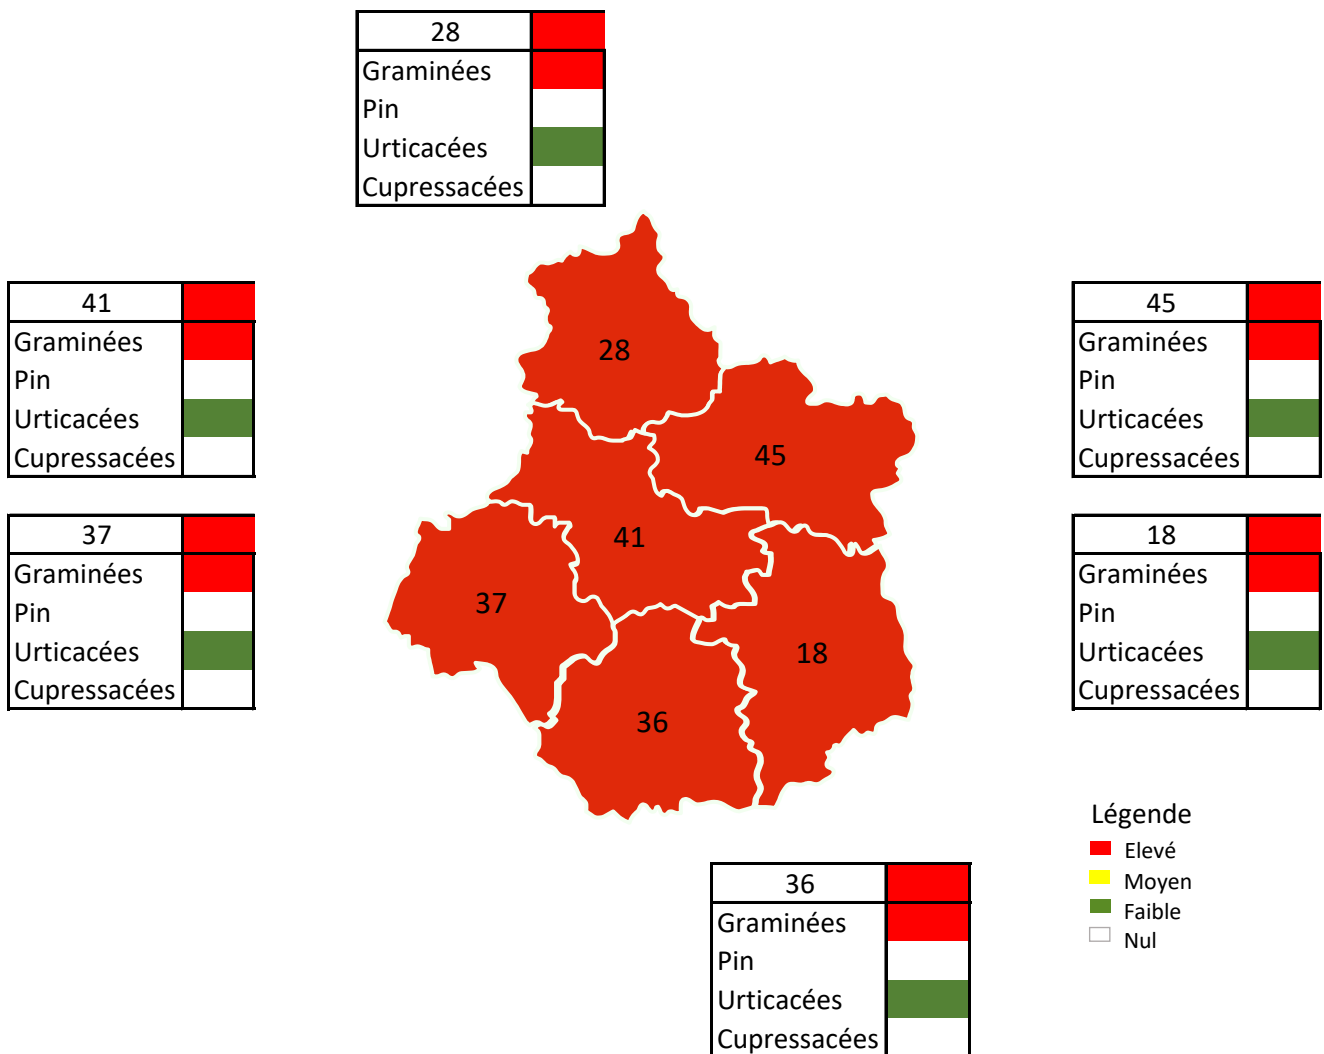 28
Graminées
Pin
Urticacées
Cupressacées
41
Graminées
Pin
Urticacées
Cupressacées
45
Graminées
Pin
Urticacées
Cupressacées
28
45
41
37
18
36
37
Graminées
Pin
Urticacées
Cupressacées
18
Graminées
Pin
Urticacées
Cupressacées
Légende
Elevé
Moyen
Faible
Nul
36
Graminées
Pin
Urticacées
Cupressacées